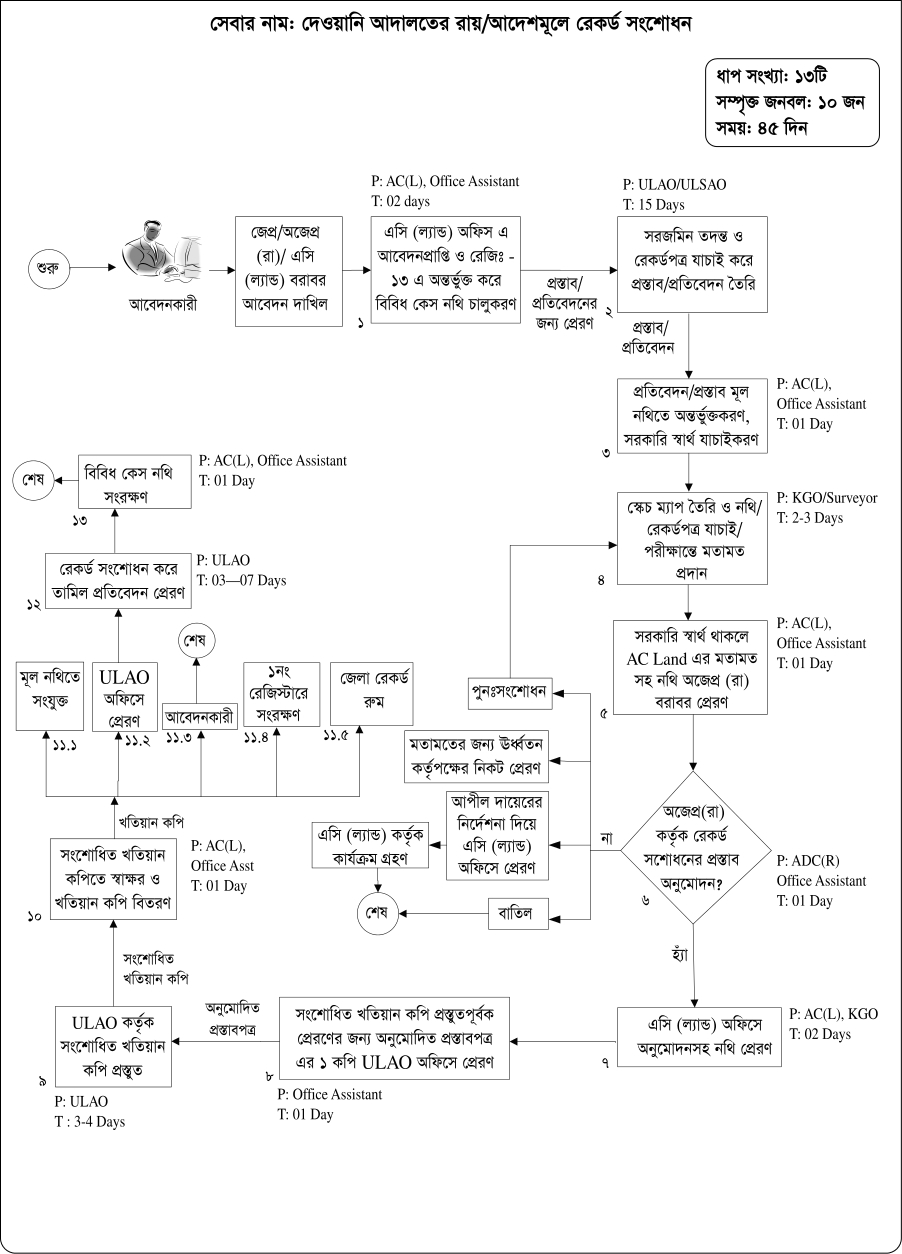 সেবার নাম: দেওয়ানি আদালতের রায়/আদেশমূলে রেকর্ড সংশোধন
ধাপ সংখ্যা: ১৩টি
সম্পৃক্ত জনবল: ১০ জন
সময়: ৪৫ দিন
শুরু
আবেদনকারী
জেপ্র/অজেপ্র
(রা)/ এসি
(ল্যান্ড) বরাবর
আবেদন দাখিল
P: AC(L), Office Assistant
T: 02 days
এসি (ল্যান্ড) অফিস এ
আবেদনপ্রাপ্তি ও রেজিঃ -
১৩ এ অন্তর্ভুক্ত করে
বিবিধ কেস নথি চালুকরণ
১
প্রস্তাব/
প্রতিবেদনের
জন্য প্রেরণ
P: ULAO/ULSAO
T: 15 Days
সরজমিন তদন্ত ও
রেকর্ডপত্র যাচাই করে
প্রস্তাব/প্রতিবেদন তৈরি
২
প্রস্তাব/
প্রতিবেদন
প্রতিবেদন/প্রস্তাব মূল
নথিতে অন্তর্ভুক্তকরণ,
সরকারি স্বার্থ যাচাইকরণ
৩
P: AC(L),
Office Assistant
T: 01 Day
স্কেচ ম্যাপ তৈরি ও নথি/
রেকর্ডপত্র যাচাই/
পরীক্ষান্তে মতামত
প্রদান
৪
P: KGO/Surveyor
T: 2-3 Days
সরকারি স্বার্থ থাকলে
AC Land এর মতামত
সহ নথি অজেপ্র (রা)
বরাবর প্রেরণ
৫
P: AC(L),
Office Assistant
T: 01 Day
অজেপ্র(রা)
কর্তৃক রেকর্ড
সশোধনের প্রস্তাব
অনুমোদন?
৬
P: ADC(R)
Office Assistant
T: 01 Day
না
হ্যাঁ
পুনঃসংশোধন
মতামতের জন্য ঊর্ধ্বতন
কর্তৃপক্ষের নিকট প্রেরণ
আপীল দায়েরের
নির্দেশনা দিয়ে
এসি (ল্যান্ড)
অফিসে প্রেরণ
এসি (ল্যান্ড) কর্তৃক
কার্যক্রম গ্রহণ
শেষ
বাতিল
এসি (ল্যান্ড) অফিসে
অনুমোদনসহ নথি প্রেরণ
৭
P: AC(L), KGO
T: 02 Days
সংশোধিত খতিয়ান কপি প্রস্তুতপূর্বক
প্রেরণের জন্য অনুমোদিত প্রস্তাবপত্র
এর ১ কপি ULAO অফিসে প্রেরণ
৮
P: Office Assistant
T: 01 Day
অনুমোদিত
প্রস্তাবপত্র
ULAO কর্তৃক
সংশোধিত খতিয়ান
কপি প্রস্তুত
৯
P: ULAO
T : 3-4 Days
সংশোধিত
খতিয়ান কপি
সংশোধিত খতিয়ান
কপিতে স্বাক্ষর ও
খতিয়ান কপি বিতরণ
১০
P: AC(L),
Office Asst
T: 01 Day
খতিয়ান কপি
মূল নথিতে
সংযুক্ত
১১.১
ULAO
অফিসে
প্রেরণ
১১.২
শেষ
আবেদনকারী
১১.৩
১নং
রেজিস্টারে
সংরক্ষণ
১১.৪
জেলা রেকর্ড
রুম
১১.৫
রেকর্ড সংশোধন করে
তামিল প্রতিবেদন প্রেরণ
১২
P: ULAO
T: 03—07 Days
বিবিধ কেস নথি
সংরক্ষণ
১৩
P: AC(L), Office Assistant
T: 01 Day
শেষ